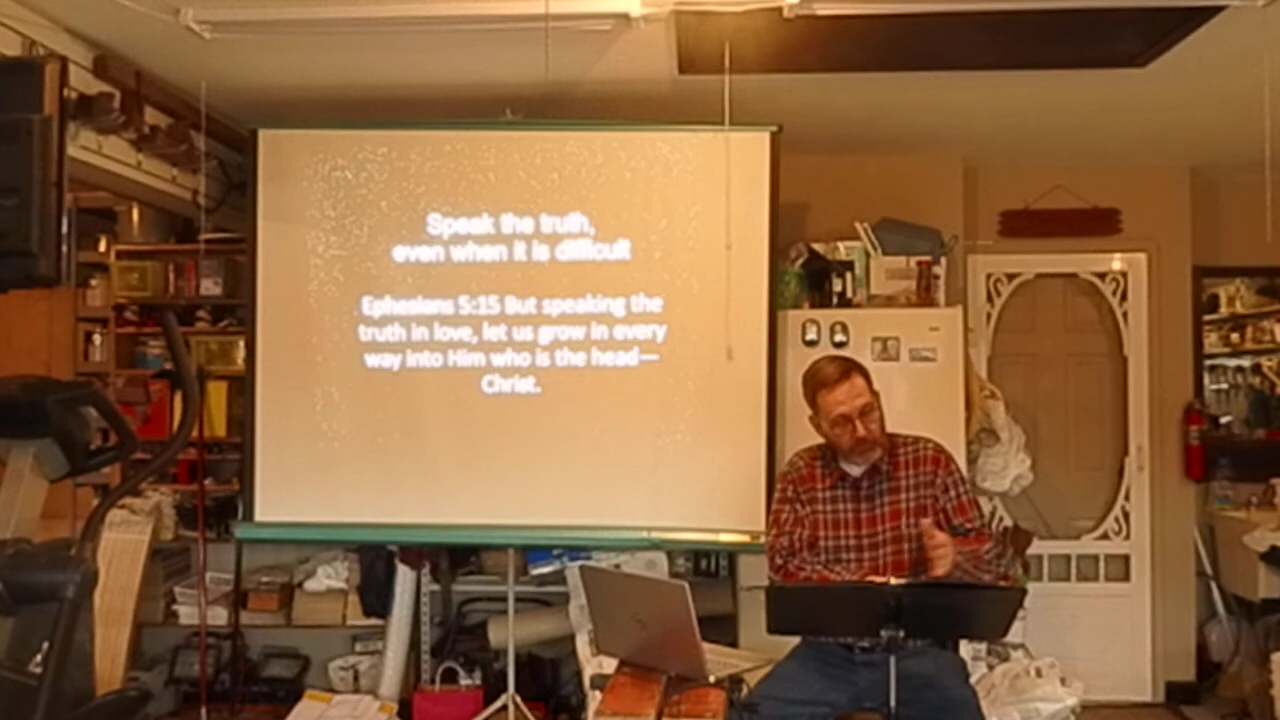 Speak the truth,
even when it is difficult
Ephesians 5:15 But speaking the
truth in love, let us grow in every
way into Him who is the head—
Christ.